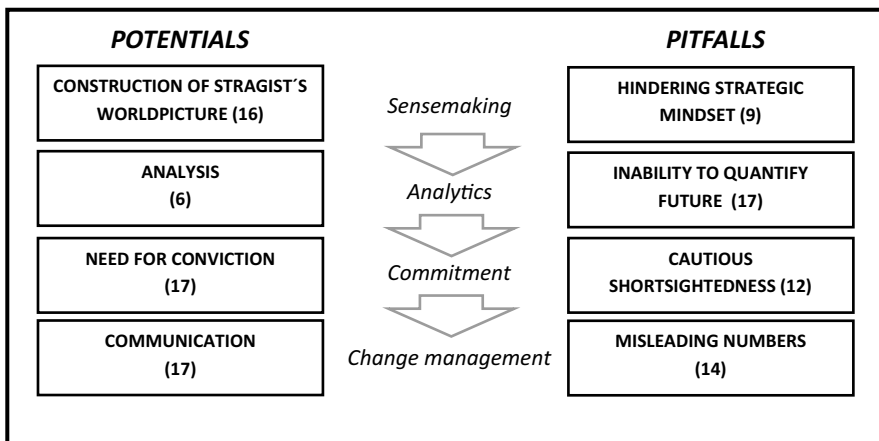 POTENTIALS
PITFALLS
CONSTRUCTION OF STRAGIST´S
WORLDPICTURE (16)
Sensemaking
HINDERING STRATEGIC
MINDSET (9)
ANALYSIS
(6)
Analytics
INABILITY TO QUANTIFY
FUTURE (17)
NEED FOR CONVICTION
(17)
Commitment
CAUTIOUS
SHORTSIGHTEDNESS (12)
COMMUNICATION
(17)
Change management
MISLEADING NUMBERS
(14)